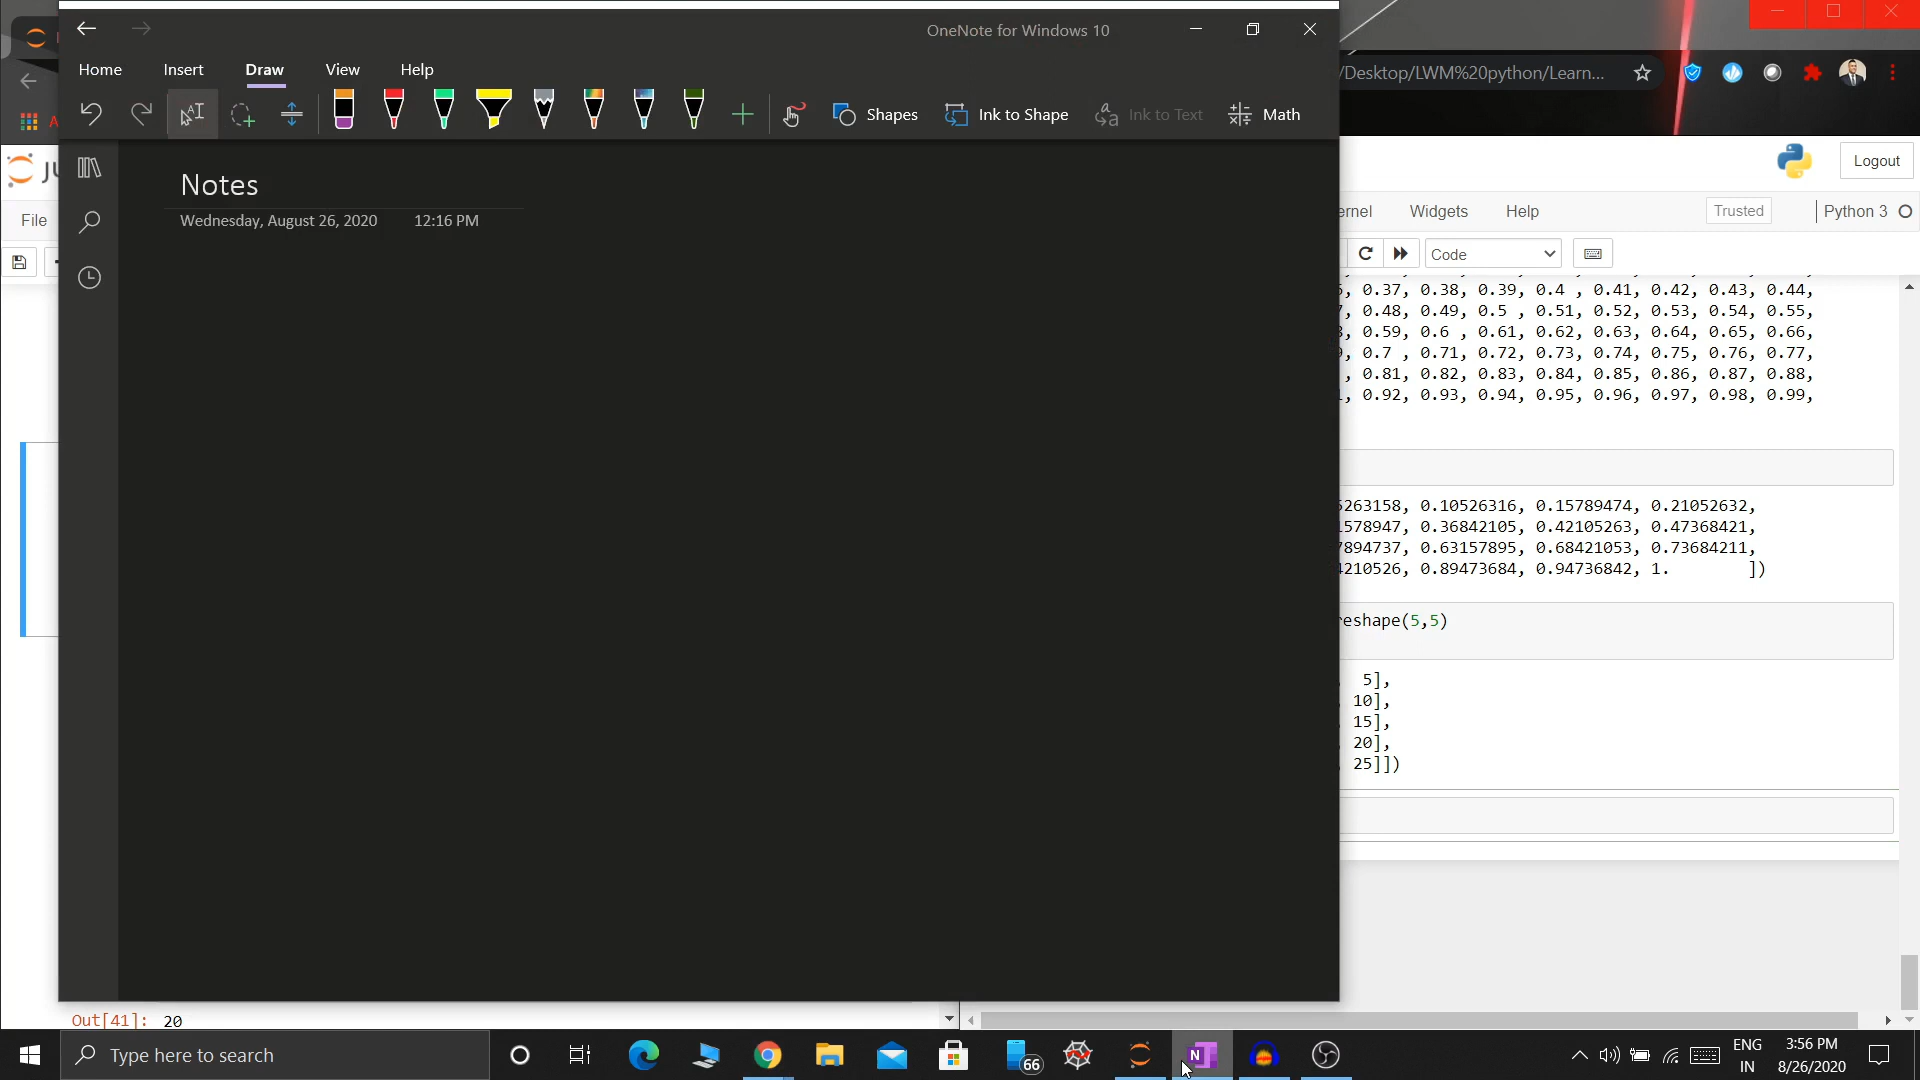 OneNote for Windows 10
Home Insert Draw View Help
Shapes Ink to Shape Ink to Text Math
Notes
Wednesday, August 26, 2020 12:16 PM
/Desktop/LWM%20python/Learn...
Logout
File
ernel Widgets Help Trusted Python 3
Code
, 0.37, 0.38, 0.39, 0.4 , 0.41, 0.42, 0.43, 0.44,
, 0.48, 0.49, 0.5 , 0.51, 0.52, 0.53, 0.54, 0.55,
, 0.59, 0.6 , 0.61, 0.62, 0.63, 0.64, 0.65, 0.66,
, 0.7 , 0.71, 0.72, 0.73, 0.74, 0.75, 0.76, 0.77,
, 0.81, 0.82, 0.83, 0.84, 0.85, 0.86, 0.87, 0.88,
, 0.92, 0.93, 0.94, 0.95, 0.96, 0.97, 0.98, 0.99,
263158, 0.10526316, 0.15789474, 0.21052632,
578947, 0.36842105, 0.42105263, 0.47368421,
894737, 0.63157895, 0.68421053, 0.73684211,
210526, 0.89473684, 0.94736842, 1. ])
eshape(5,5)
5],
10],
15],
20],
25]])
Out[41]: 20
Type here to search
66
ENG
IN
3:56 PM
8/26/2020